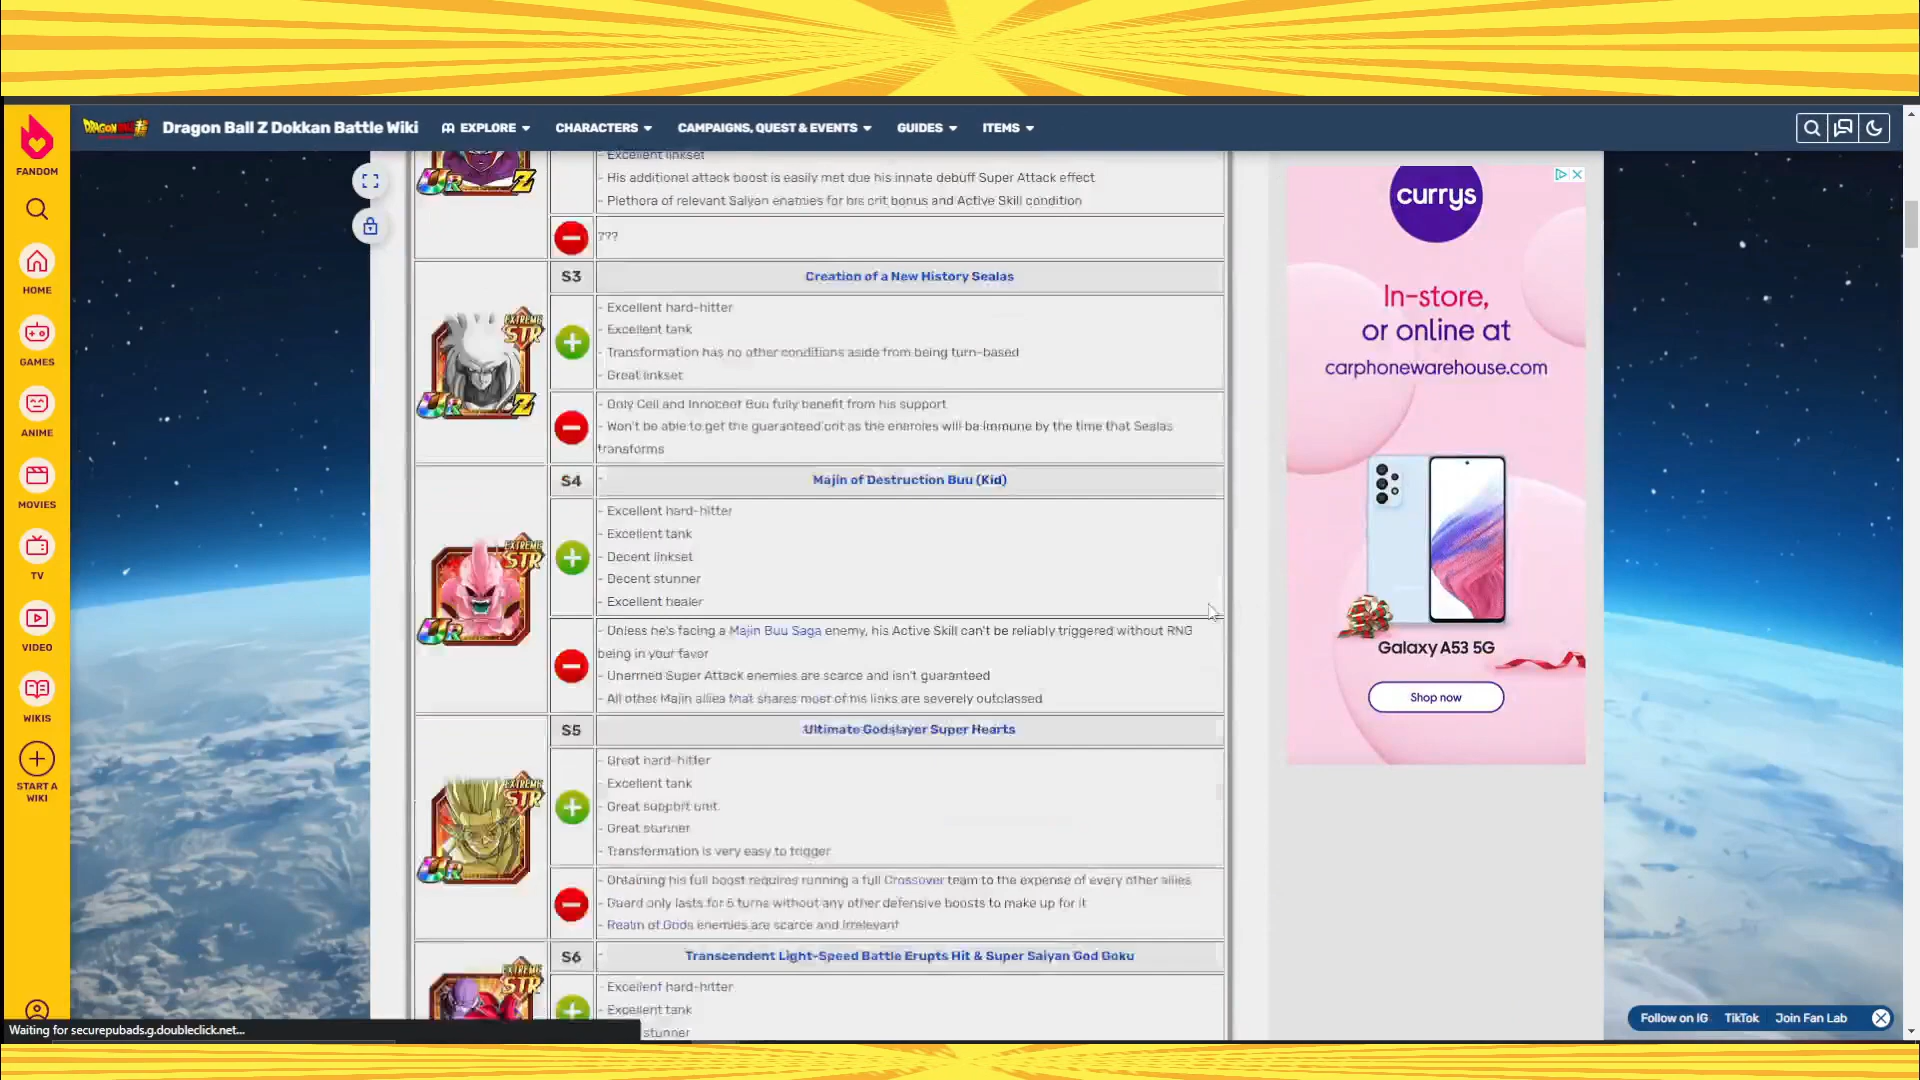 Dragon Ball Z Dokkan Battle Wiki
EXPLORE
CHARACTERS
CAMPAIGNS, QUEST & EVENTS
GUIDES
ITEMS
FANDOM
HOME
GAMES
ANIME
MOVIES
TV
VIDEO
WIKIS
START A
WIKI
- Excellent linkset
- His additional attack boost is easily met due his innate debuff Super Attack effect
- Plethora of relevant Saiyan enemies for his crit bonus and Active Skill condition
???
S3
Creation of a New History Sealas
- Excellent hard-hitter
- Excellent tank
- Transformation has no other conditions aside from being turn-based
- Great linkset
- Only Cell and Innocent Buu fully benefit from his support
- Won't be able to get the guaranteed crit as the enemies will be immune by the time that Sealas
transforms
EXTREME
STR
UR
Z
S4
Majin of Destruction Buu (Kid)
- Excellent hard-hitter
- Excellent tank
- Decent linkset
- Decent stunner
- Excellent healer
- Unless he's facing a Majin Buu Saga enemy, his Active Skill can't be reliably triggered without RNG
being in your favor
- Unarmed Super Attack enemies are scarce and isn't guaranteed
- All other Majin allies that shares most of his links are severely outclassed
EXTREME
STR
UR
S5
Ultimate Godslayer Super Hearts
- Great hard-hitter
- Excellent tank
- Great support unit
- Great stunner
- Transformation is very easy to trigger
- Obtaining his full boost requires running a full Crossover team to the expense of every other allies
- Guard only lasts for 5 turns without any other defensive boosts to make up for it
- Realm of Gods enemies are scarce and irrelevant
EXTREME
STR
UR
S6
Transcendent Light-Speed Battle Erupts Hit & Super Saiyan God Goku
- Excellent hard-hitter
- Excellent tank
stunner
EXTREME
STR
currys
In-store,
or online at
carphonewarehouse.com
Galaxy A53 5G
Shop now
Follow on IG
TikTok
Join Fan Lab
Waiting for securepubads.g.doubleclick.net...